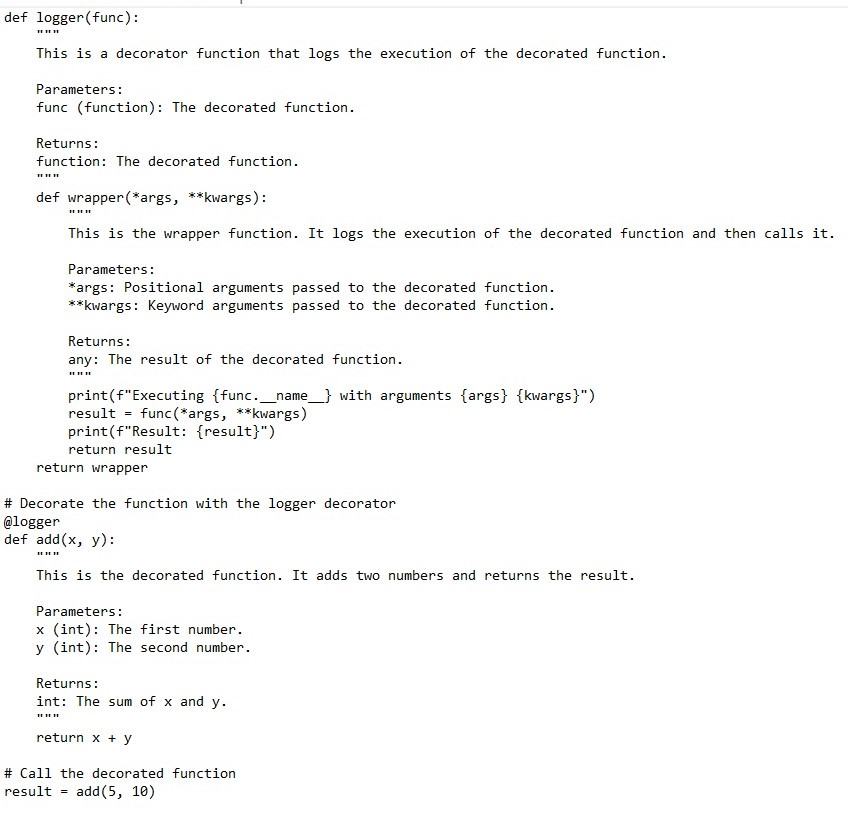 def logger(func):
    """
    This is a decorator function that logs the execution of the decorated function.

    Parameters:
    func (function): The decorated function.

    Returns:
    function: The decorated function.
    """
    def wrapper(*args, **kwargs):
        """
        This is the wrapper function. It logs the execution of the decorated function and then calls it.

        Parameters:
        *args: Positional arguments passed to the decorated function.
        **kwargs: Keyword arguments passed to the decorated function.

        Returns:
        any: The result of the decorated function.
        """
        print(f"Executing {func.__name__} with arguments {args} {kwargs}")
        result = func(*args, **kwargs)
        print(f"Result: {result}")
        return result
    return wrapper

# Decorate the function with the logger decorator
@logger
def add(x, y):
    """
    This is the decorated function. It adds two numbers and returns the result.

    Parameters:
    x (int): The first number.
    y (int): The second number.

    Returns:
    int: The sum of x and y.
    """
    return x + y

# Call the decorated function
result = add(5, 10)